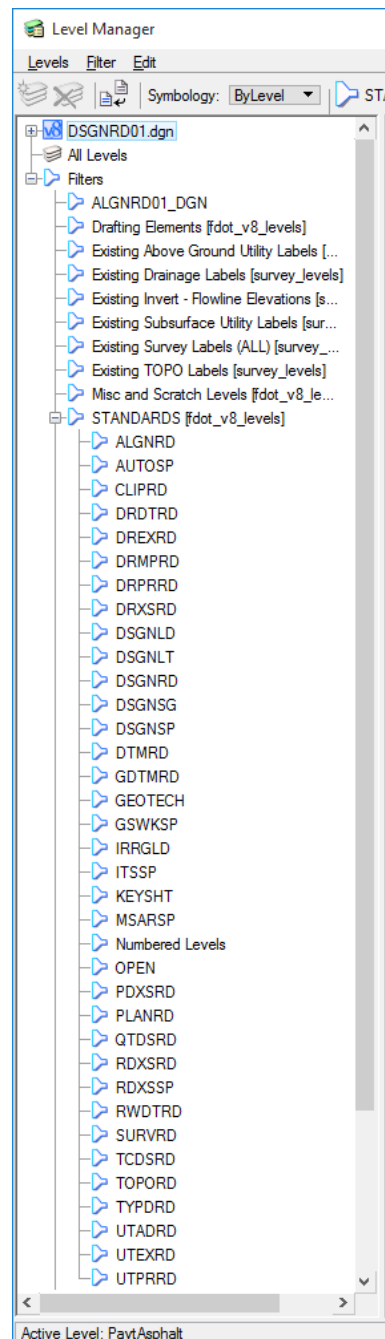 Level Manager
Levels Filter Edit
Symbology: ByLevel STA
v8 DSGNRD01.dgn
All Levels
Filters
ALGNRD01_DGN
Drafting Elements [fdot_v8_levels]
Existing Above Ground Utility Labels [...
Existing Drainage Labels [survey_levels]
Existing Invert - Flowline Elevations [s...
Existing Subsurface Utility Labels [sur...
Existing Survey Labels (ALL) [survey_...
Existing TOPO Labels [survey_levels]
Misc and Scratch Levels [fdot_v8_le...
STANDARDS [fdot_v8_levels]
ALGNRD
AUTOSP
CLIPRD
DRDTRD
DREXRD
DRMPRD
DRPRRD
DRXSRD
DSGNLD
DSGNLT
DSGNRD
DSGNSG
DSGNSP
DTMRD
GDTMRD
GEOTECH
GSWKSP
IRRGLD
ITSSP
KEYSHT
MSARSP
Numbered Levels
OPEN
PDXSRD
PLANRD
QTDSRD
RDXSRD
RDXSSP
RWDTRD
SURVRD
TCDSRD
TOPORD
TYPDRD
UTADRD
UTEXRD
UTPRRD
Active Level: PavtAsphalt